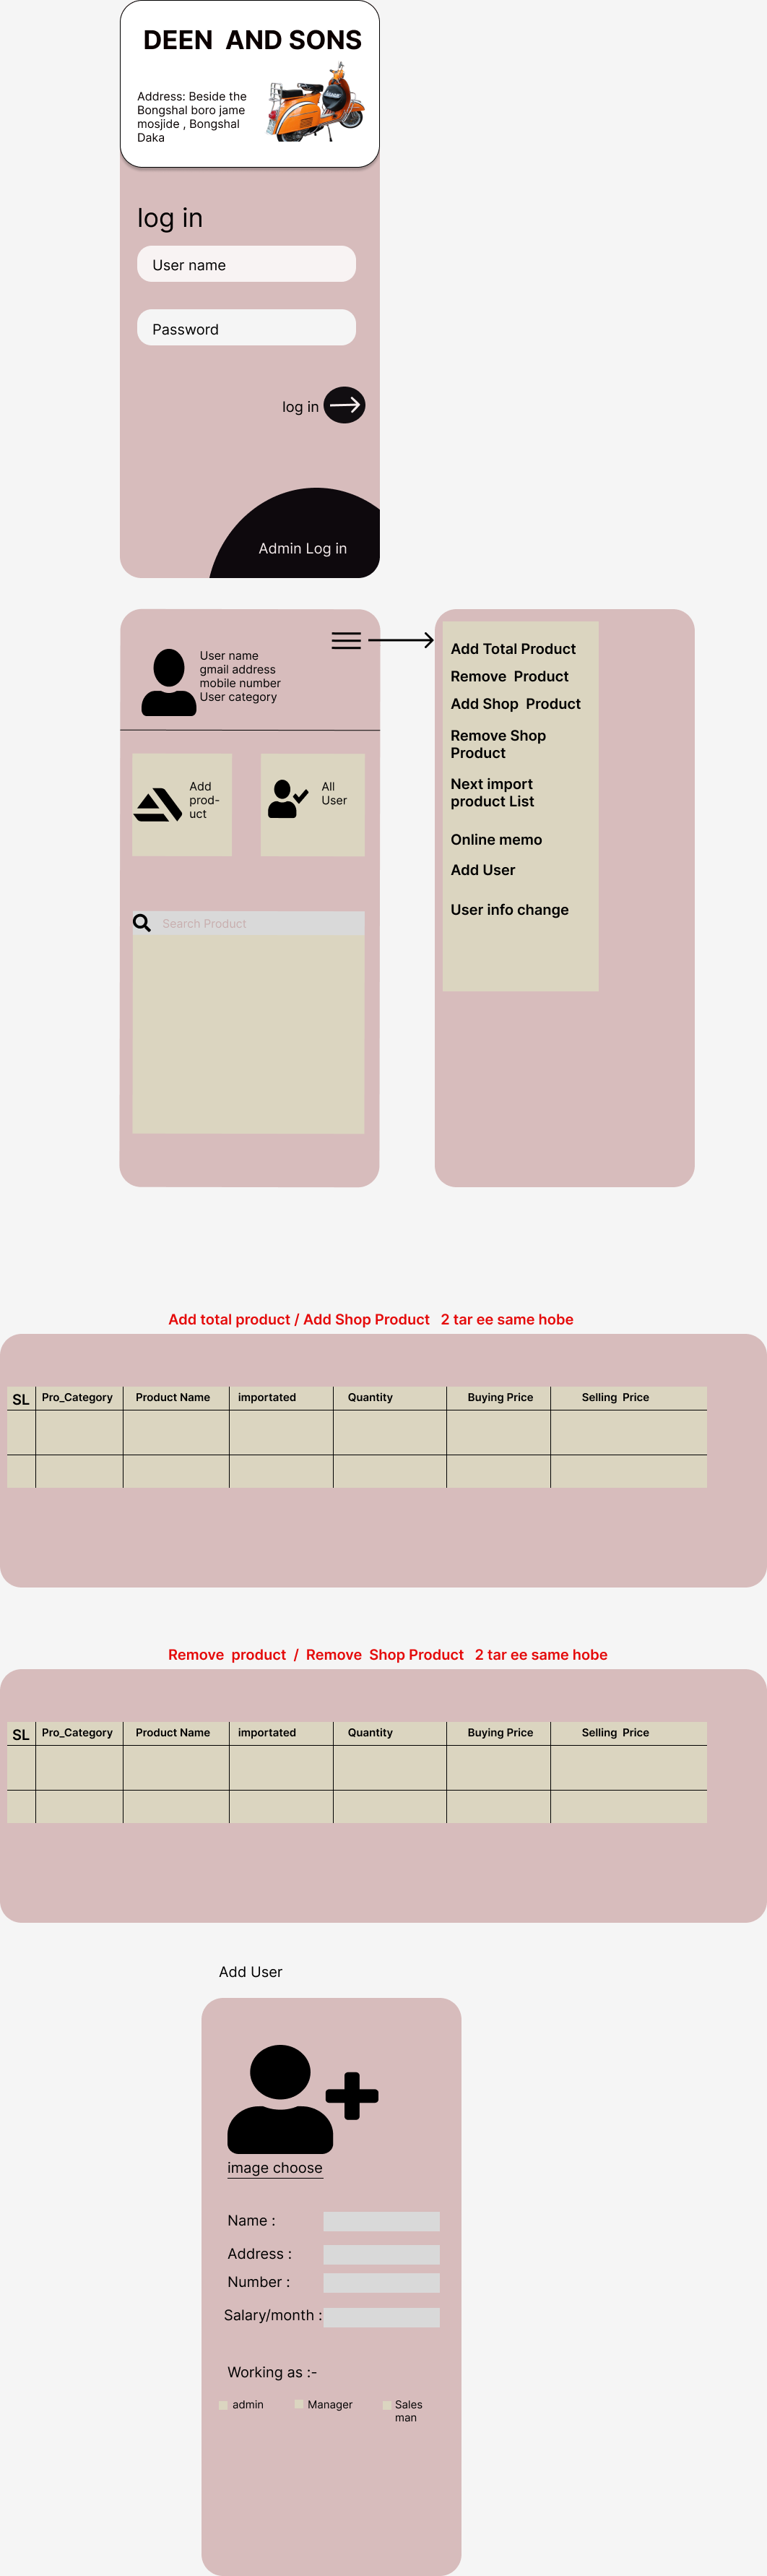 DEEN AND SONS
Address: Beside the
Bongshal boro jame
mosjide , Bongshal
Daka
log in
User name
Password
log in
Admin Log in
User name
gmail address
mobile number
User category
Add
prod-
uct
All
User
Search Product
Add Total Product
Remove Product
Add Shop Product
Remove Shop
Product
Next import
product List
Online memo
Add User
User info change
Add total product / Add Shop Product 2 tar ee same hobe
SL Pro_Category Product Name importated Quantity Buying Price Selling Price
Remove product / Remove Shop Product 2 tar ee same hobe
SL Pro_Category Product Name importated Quantity Buying Price Selling Price
Add User
image choose
Name :
Address :
Number :
Salary/month :
Working as :-
admin Manager Sales
man